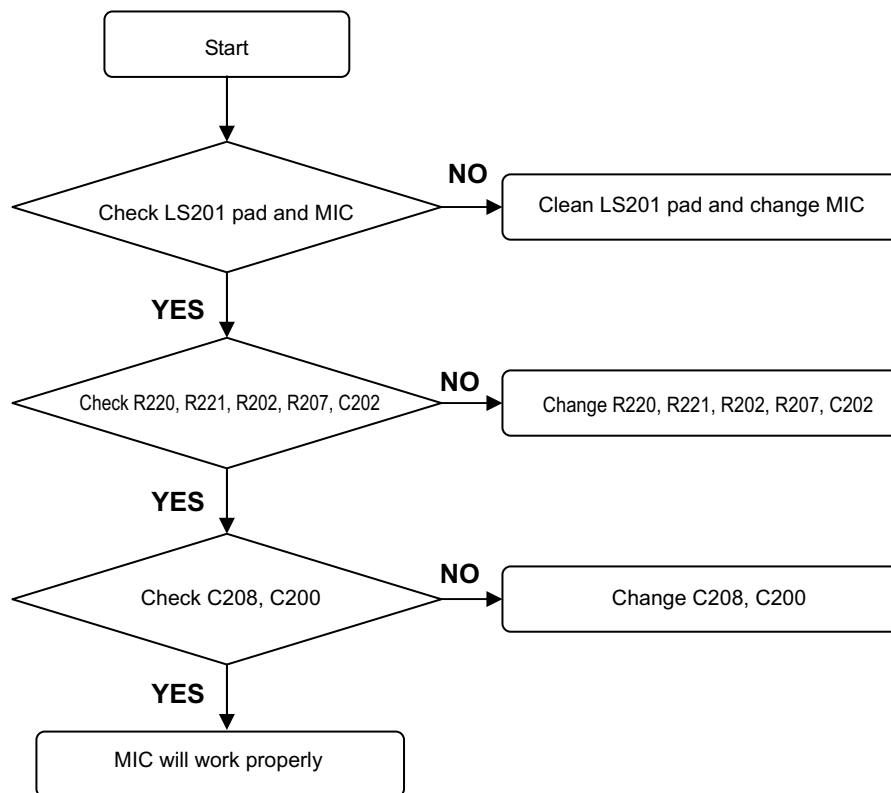 Start
Check LS201 pad and MIC
NO
Clean LS201 pad and change MIC
YES
Check R220, R221, R202, R207, C202
NO
Change R220, R221, R202, R207, C202
YES
Check C208, C200
NO
Change C208, C200
YES
MIC will work properly